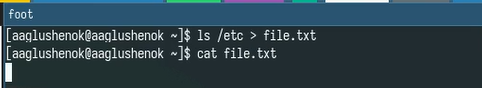 foot
[aaglushenok@aaglushenok ~]$ ls /etc > file.txt
[aaglushenok@aaglushenok ~]$ cat file.txt